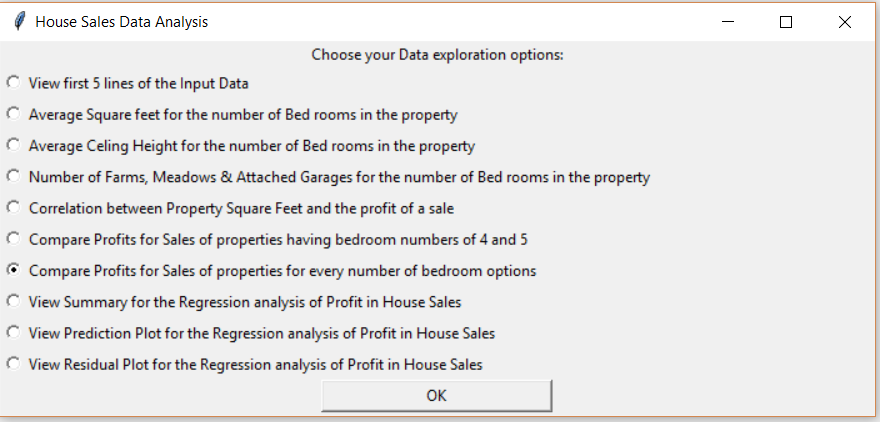 House Sales Data Analysis
Choose your Data exploration options:
View first 5 lines of the Input Data
Average Square feet for the number of Bed rooms in the property
Average Celing Height for the number of Bed rooms in the property
Number of Farms, Meadows & Attached Garages for the number of Bed rooms in the property
Correlation between Property Square Feet and the profit of a sale
Compare Profits for Sales of properties having bedroom numbers of 4 and 5
Compare Profits for Sales of properties for every number of bedroom options
View Summary for the Regression analysis of Profit in House Sales
View Prediction Plot for the Regression analysis of Profit in House Sales
View Residual Plot for the Regression analysis of Profit in House Sales
OK